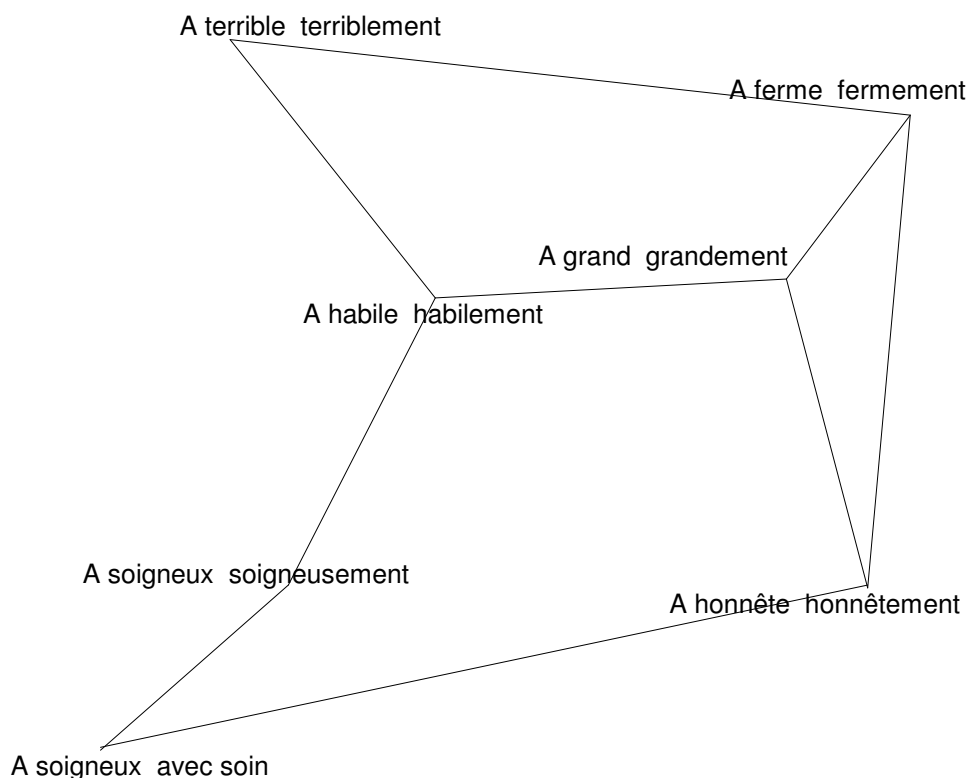 A terrible terriblement
A ferme fermement
A grand grandement
A habile habilement
A soigneux soigneusement
A honnête honnêtement
A soigneux avec soin